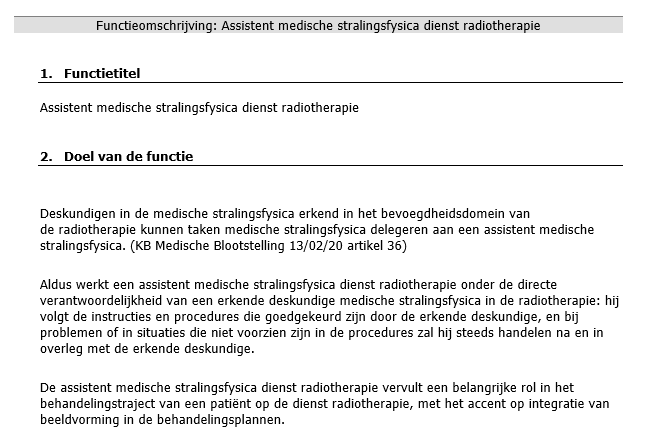 Functieomschrijving: Assistent medische stralingsfysica dienst radiotherapie
1. Functietitel
Assistent medische stralingsfysica dienst radiotherapie
2. Doel van de functie
Deskundigen in de medische stralingsfysica erkend in het bevoegdheidsdomein van
de radiotherapie kunnen taken medische stralingsfysica delegeren aan een assistent medische
stralingsfysica. (KB Medische Blootstelling 13/02/20 artikel 36)
Aldus werkt een assistent medische stralingsfysica dienst radiotherapie onder de directe
verantwoordelijkheid van een erkende deskundige medische stralingsfysica in de radiotherapie: hij
volgt de instructies en procedures die goedgekeurd zijn door de erkende deskundige, en bij
problemen of in situaties die niet voorzien zijn in de procedures zal hij steeds handelen na en in
overleg met de erkende deskundige.
De assistent medische stralingsfysica dienst radiotherapie vervult een belangrijke rol in het
behandelingstraject van een patiënt op de dienst radiotherapie, met het accent op integratie van
beeldvorming in de behandelingsplannen.